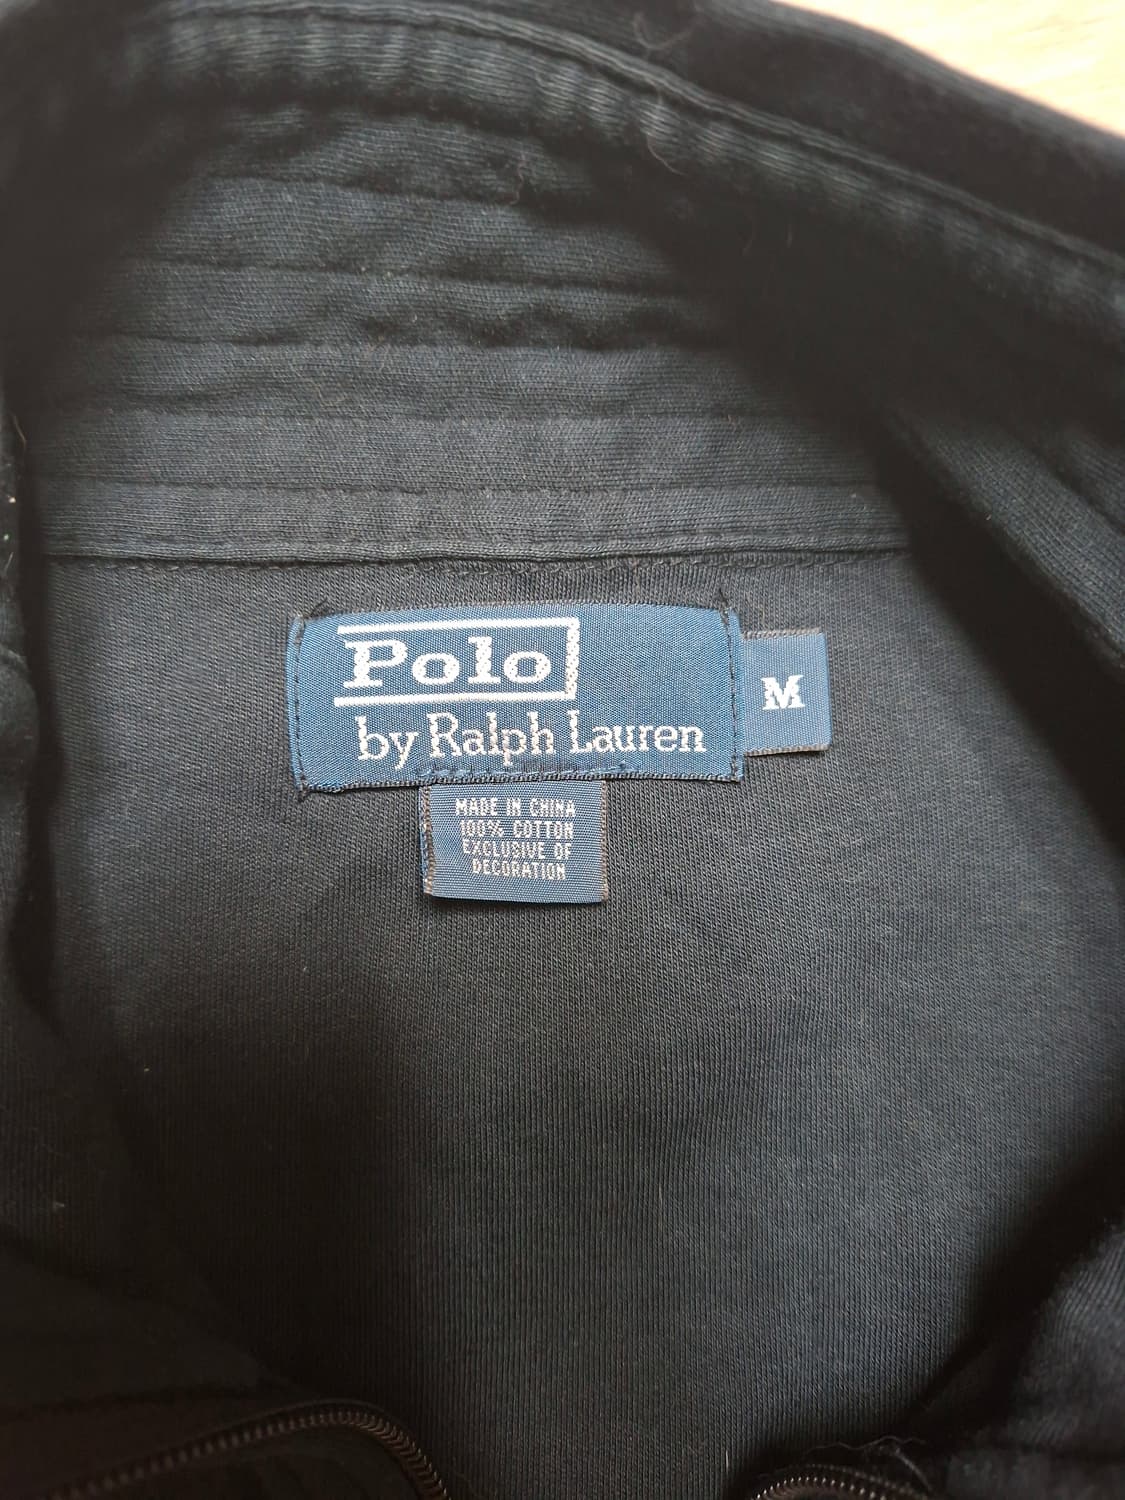 Polo
by Ralph Lauren
M
MADE IN CHINA
100% COTTON
EXCLUSIVE OF
DECORATION